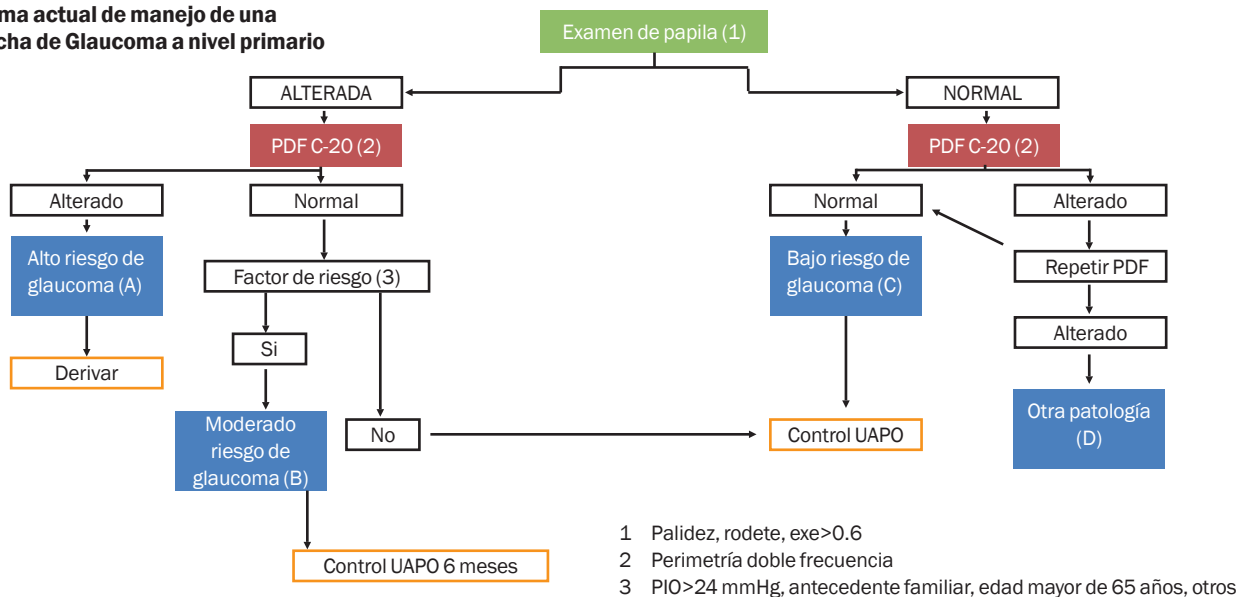 ma actual de manejo de una
cha de Glaucoma a nivel primario
Examen de papila (1)
ALTERADA
NORMAL
PDF C-20 (2)
PDF C-20 (2)
Alterado
Normal
Normal
Alterado
Alto riesgo de
glaucoma (A)
Factor de riesgo (3)
Bajo riesgo de
glaucoma (C)
Repetir PDF
Si
Alterado
Derivar
Moderado
riesgo de
glaucoma (B)
No
Control UAPO
Otra patología
(D)
Control UAPO 6 meses
1 Palidez, rodete, exe>0.6
2 Perimetría doble frecuencia
3 PIO>24 mmHg, antecedente familiar, edad mayor de 65 años, otros